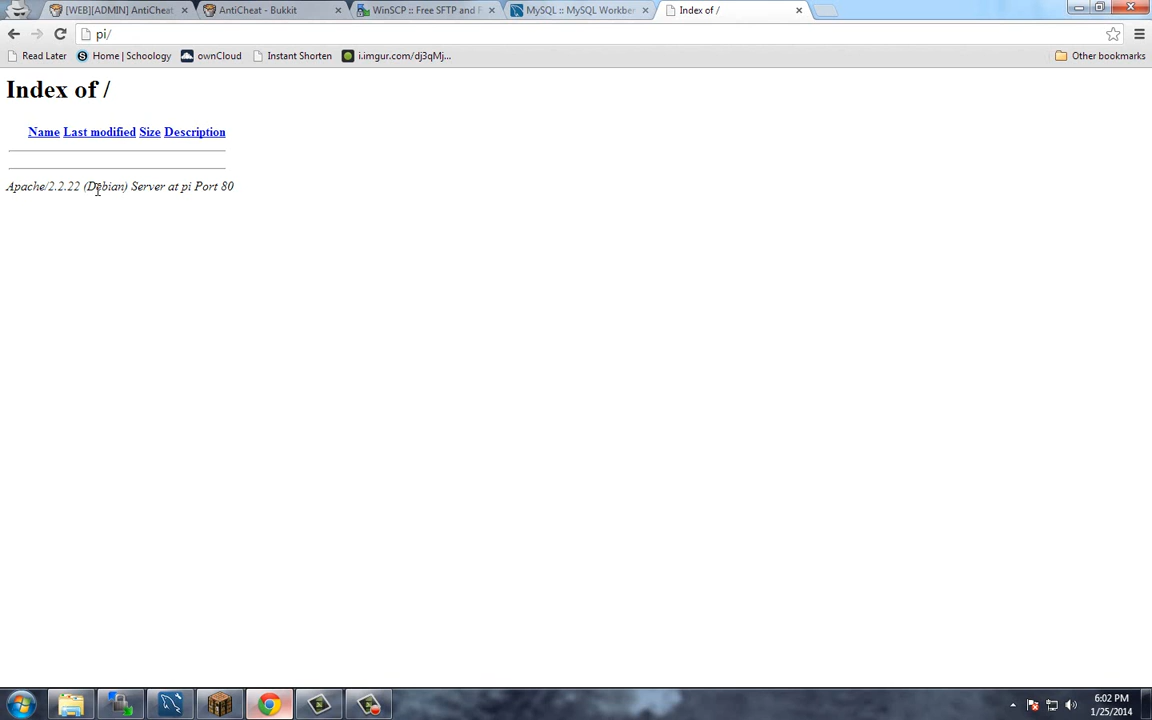 [WEB][ADMIN] AntiCheat
AntiCheat - Bukkit
WinSCP :: Free SFTP and F
MySQL :: MySQL Workber
Index of /
pi/
Read Later
Home | Schoology
ownCloud
Instant Shorten
i.imgur.com/dj3qMj...
Other bookmarks
Index of /
Name Last modified Size Description
Apache/2.2.22 (Debian) Server at pi Port 80
6:02 PM
1/25/2014